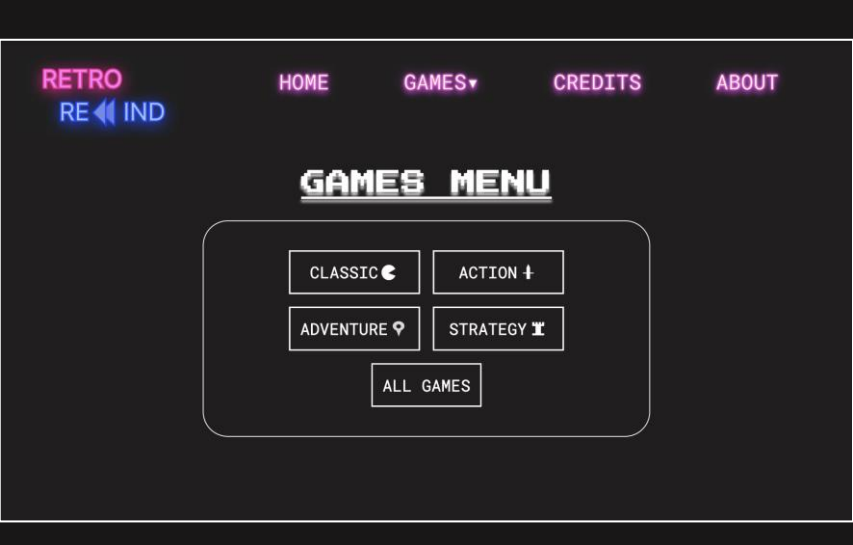 RETRO
RE IND
HOME GAMES▾ CREDITS ABOUT
GAMES MENU
CLASSIC ACTION
ADVENTURE STRATEGY
ALL GAMES